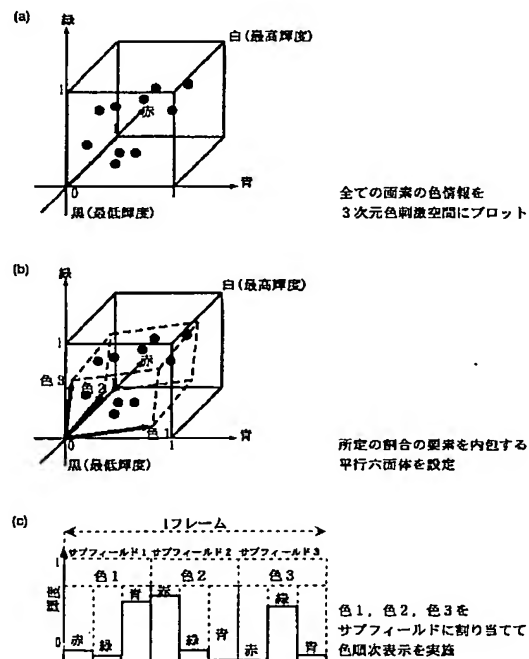 (a)
緑
白(最高輝度)
1
赤
1
0
1
青
黒(最低輝度)
全ての画素の色情報を
3次元色刺激空間にプロット
(b)
緑
白(最高輝度)
1
赤
色3
色2
色1
0
1
青
黒(最低輝度)
所定の割合の要素を内包する
平行六面体を設定
(c)
1フレーム
サブフィールド1 サブフィールド2 サブフィールド3
1
色1 色2 色3
輝度
0
赤 緑 青 赤 緑 青 赤 緑 青
色1,色2,色3を
サブフィールドに割り当てて
色順次表示を実施